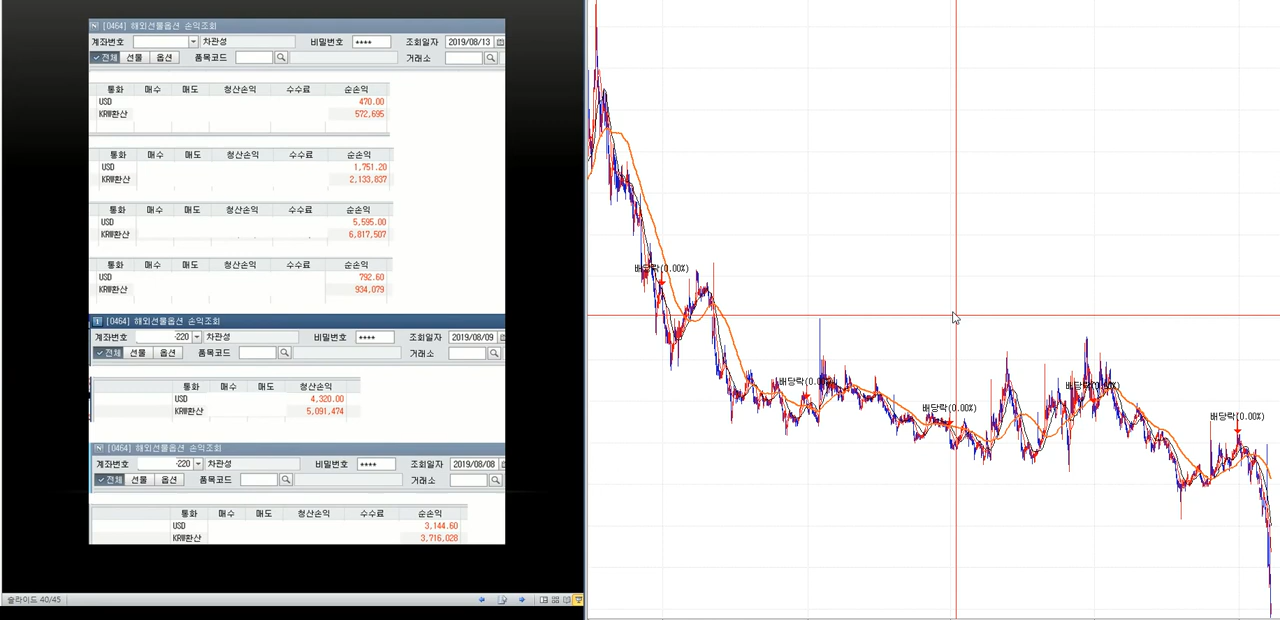 [0464] 해외선물옵션 손익조회
계좌번호 차관성 비밀번호 **** 조회일자 2019/08/13
전체 선물 옵션 품목코드 거래소
통화 매수 매도 청산손익 수수료 순손익
USD 470.00
KRW환산 572,695
통화 매수 매도 청산손익 수수료 순손익
USD 1,751.20
KRW환산 2,133,837
통화 매수 매도 청산손익 수수료 순손익
USD 5,595.00
KRW환산 6,817,507
통화 매수 매도 청산손익 수수료 순손익
USD 792.60
KRW환산 934,079
[0464] 해외선물옵션 손익조회
계좌번호 -220 차관성 비밀번호 **** 조회일자 2019/08/09
전체 선물 옵션 품목코드 거래소
통화 매수 매도 청산손익
USD 4,320.00
KRW환산 5,091,474
[0464] 해외선물옵션 손익조회
계좌번호 -220 차관성 비밀번호 **** 조회일자 2019/08/08
전체 선물 옵션 품목코드 거래소
통화 매수 매도 청산손익 수수료 순손익
USD 3,144.60
KRW환산 3,716,028
슬라이드 40/45
배당락(0.00%)
배당락(0.00%)
배당락(0.00%)
배당락(0.00%)
배당락(0.00%)